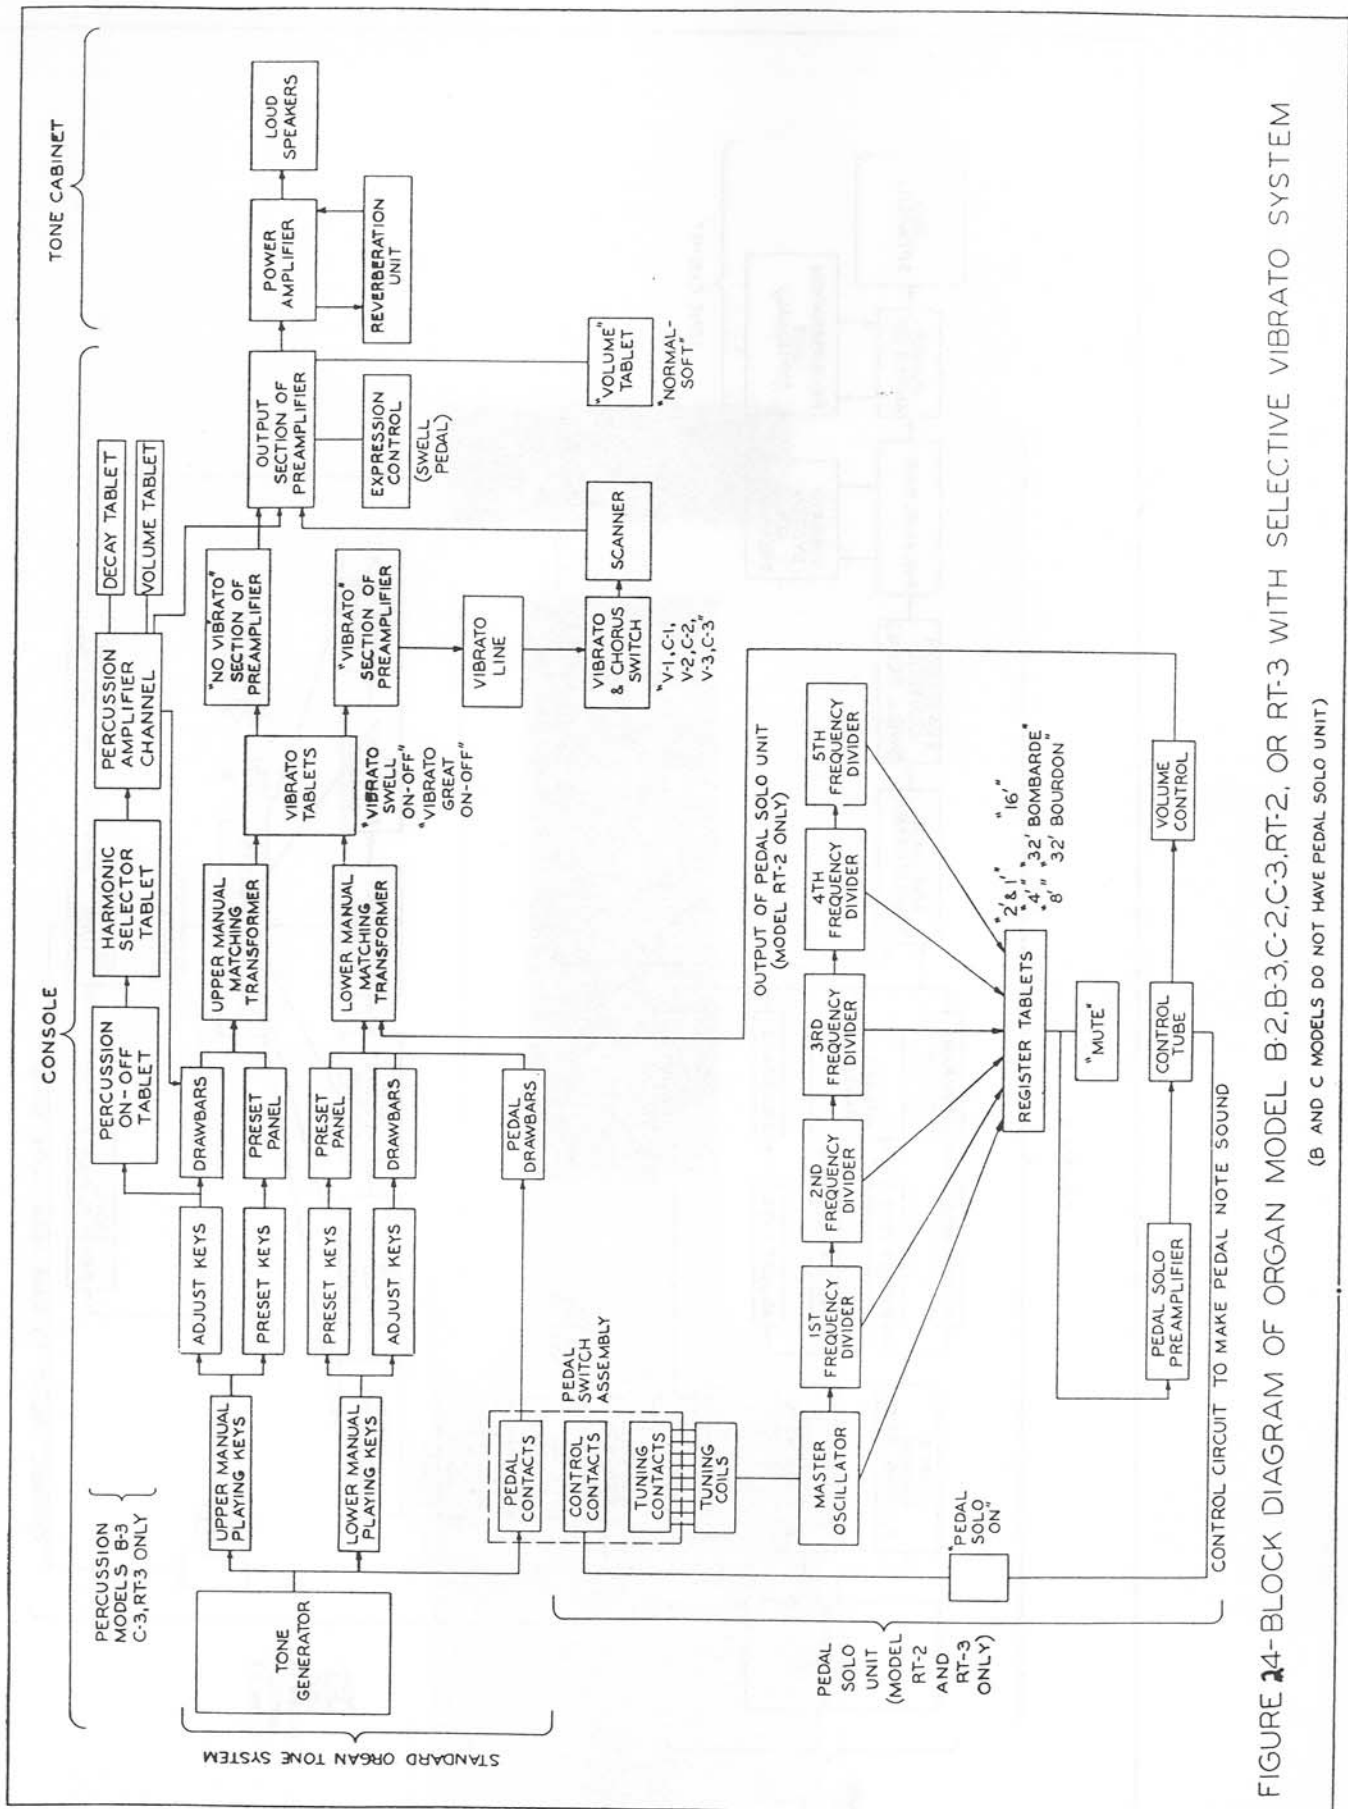 CONSOLE
TONE CABINET
PERCUSSION
MODELS B-3
C-3,RT-3 ONLY
PERCUSSION
ON-OFF
TABLET
HARMONIC
SELECTOR
TABLET
PERCUSSION
AMPLIFIER
CHANNEL
DECAY TABLET
VOLUME TABLET
STANDARD ORGAN TONE SYSTEM
TONE
GENERATOR
UPPER MANUAL
PLAYING KEYS
LOWER MANUAL
PLAYING KEYS
ADJUST KEYS
PRESET KEYS
PRESET KEYS
ADJUST KEYS
DRAWBARS
PRESET
PANEL
PRESET
PANEL
DRAWBARS
PEDAL
DRAWBARS
UPPER MANUAL
MATCHING
TRANSFORMER
LOWER MANUAL
MATCHING
TRANSFORMER
VIBRATO
TABLETS
"VIBRATO
SWELL
ON-OFF"
"VIBRATO
GREAT
ON-OFF"
"NO VIBRATO"
SECTION OF
PREAMPLIFIER
"VIBRATO"
SECTION OF
PREAMPLIFIER
VIBRATO
LINE
VIBRATO
& CHORUS
SWITCH
"V-1,C-1,
V-2,C-2,
V-3,C-3"
SCANNER
OUTPUT
SECTION OF
PREAMPLIFIER
EXPRESSION
CONTROL
(SWELL
PEDAL)
"VOLUME"
TABLET
"NORMAL-
SOFT"
POWER
AMPLIFIER
REVERBERATION
UNIT
LOUD
SPEAKERS
PEDAL
SWITCH
ASSEMBLY
PEDAL
CONTACTS
CONTROL
CONTACTS
TUNING
CONTACTS
TUNING
COILS
PEDAL
SOLO
UNIT
(MODEL
RT-2
AND
RT-3
ONLY)
MASTER
OSCILLATOR
1ST
FREQUENCY
DIVIDER
2ND
FREQUENCY
DIVIDER
3RD
FREQUENCY
DIVIDER
4TH
FREQUENCY
DIVIDER
5TH
FREQUENCY
DIVIDER
OUTPUT OF PEDAL SOLO UNIT
(MODEL RT-2 ONLY)
REGISTER TABLETS
"2' & 1'" "16'"
"4'" "32' BOMBARDE"
"8'" 32' BOURDON"
"MUTE"
"PEDAL
SOLO
ON"
PEDAL SOLO
PREAMPLIFIER
CONTROL
TUBE
VOLUME
CONTROL
CONTROL CIRCUIT TO MAKE PEDAL NOTE SOUND
FIGURE 24-BLOCK DIAGRAM OF ORGAN MODEL B-2,B-3,C-2,C-3,RT-2, OR RT-3 WITH SELECTIVE VIBRATO SYSTEM
(B AND C MODELS DO NOT HAVE PEDAL SOLO UNIT)